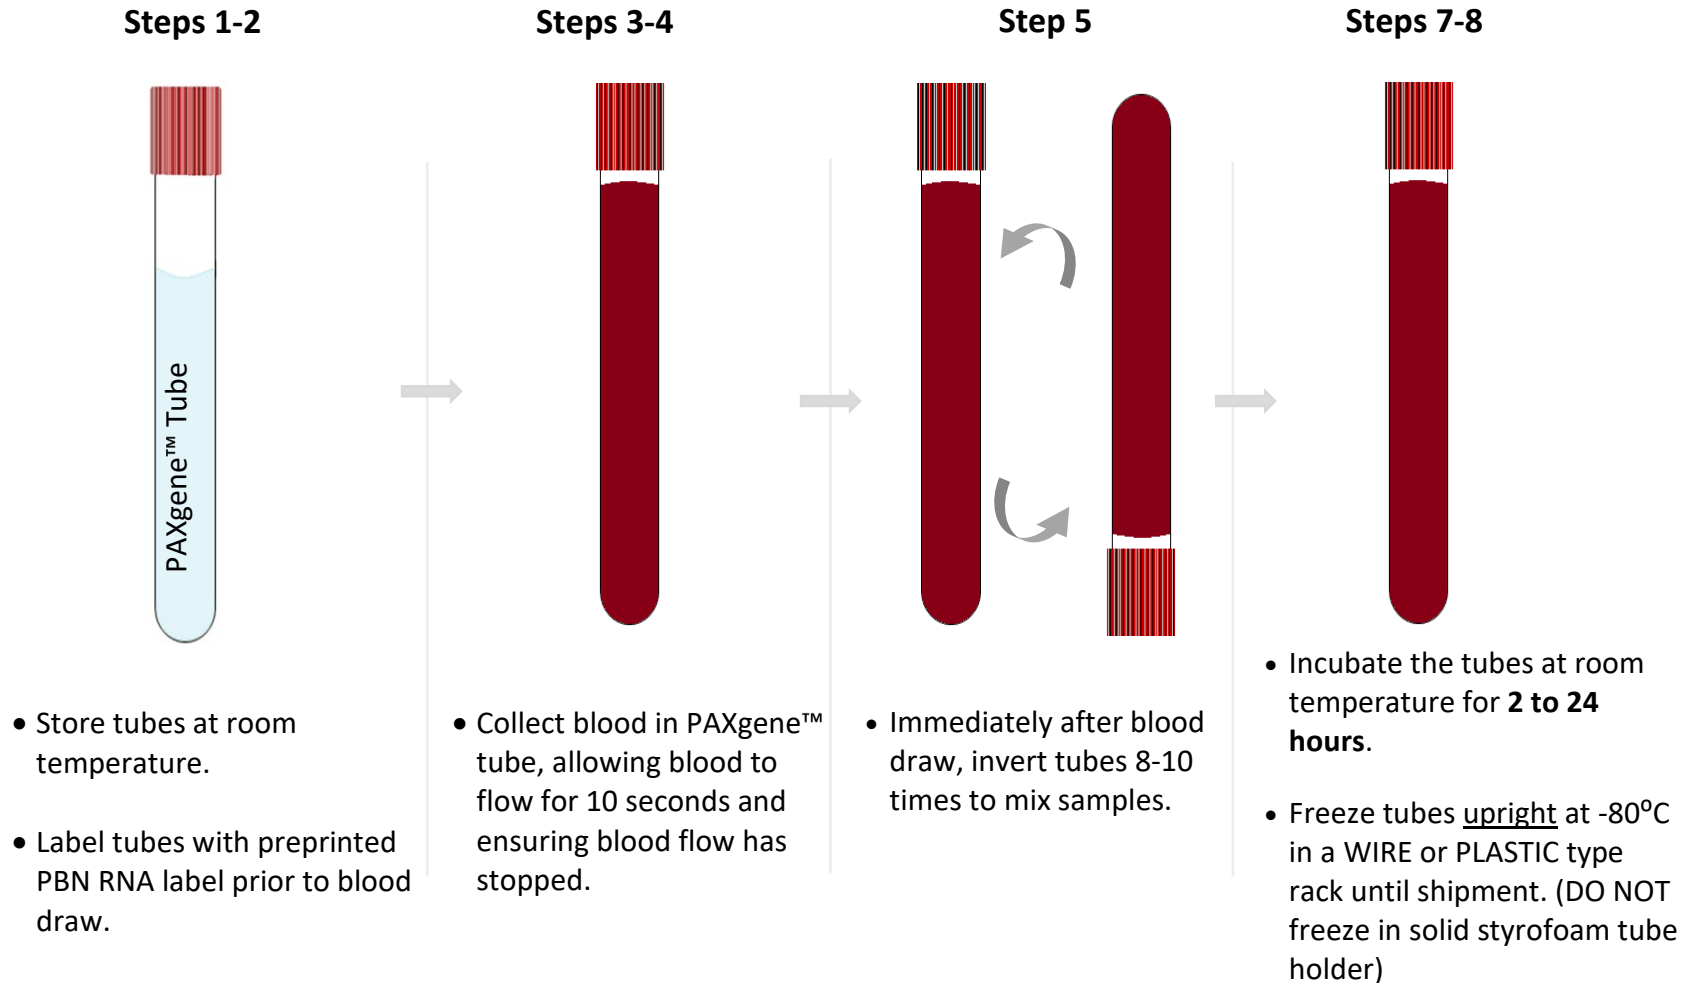 Steps 1-2
Steps 3-4
Step 5
Steps 7-8
PAXgene™ Tube
• Store tubes at room
temperature.
• Label tubes with preprinted
PBN RNA label prior to blood
draw.
• Collect blood in PAXgene™
tube, allowing blood to
flow for 10 seconds and
ensuring blood flow has
stopped.
• Immediately after blood
draw, invert tubes 8-10
times to mix samples.
• Incubate the tubes at room
temperature for 2 to 24
hours.
• Freeze tubes upright at -80⁰C
in a WIRE or PLASTIC type
rack until shipment. (DO NOT
freeze in solid styrofoam tube
holder)